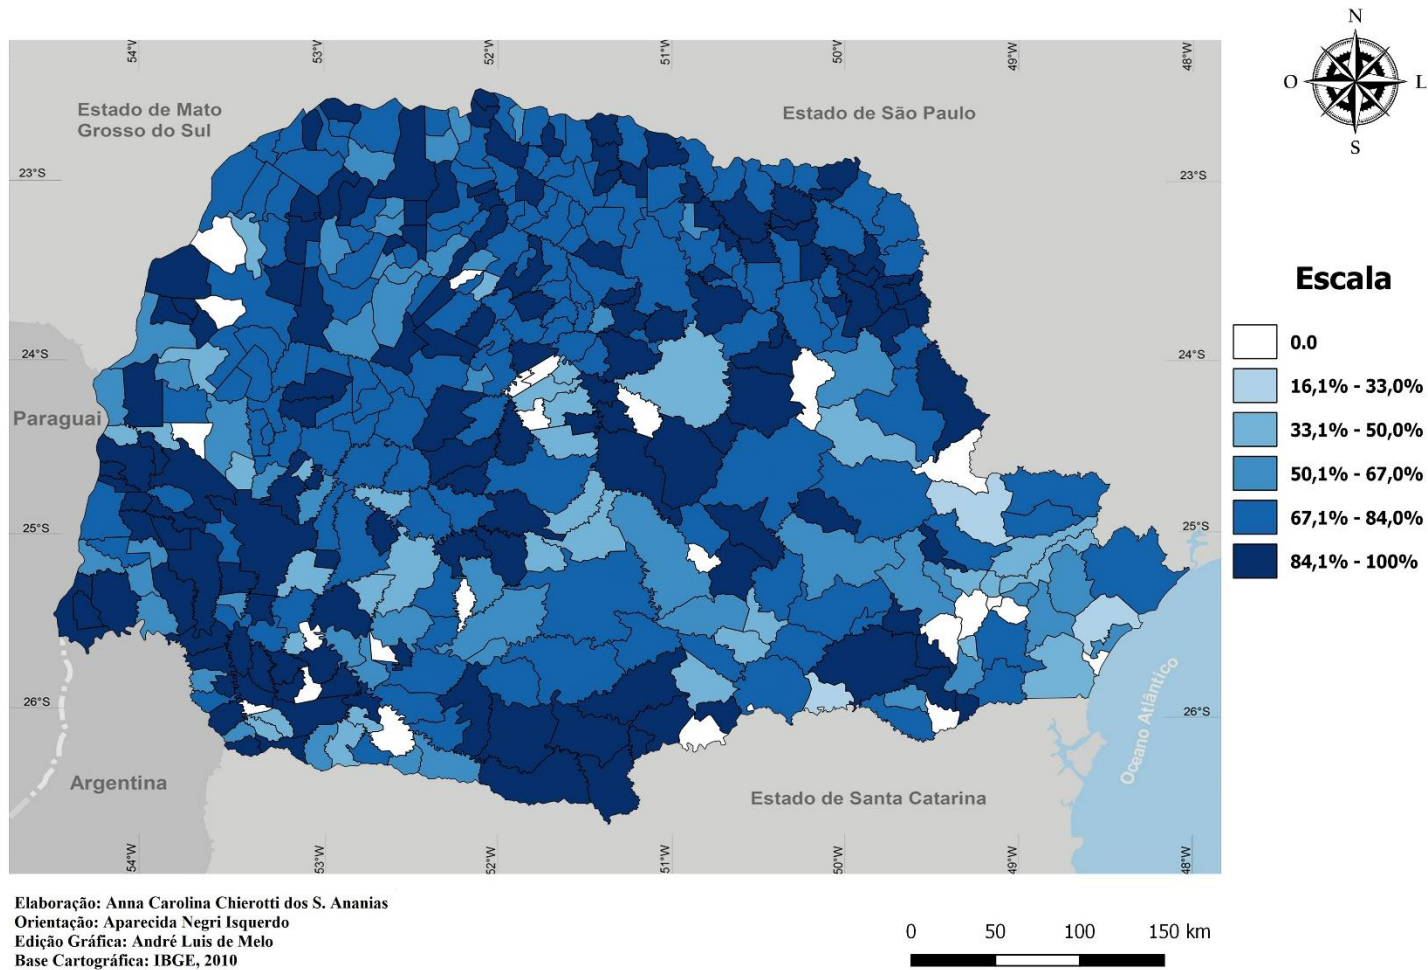 N
O
L
S
54°W
53°W
52°W
51°W
50°W
49°W
48°W
Estado de Mato
Grosso do Sul
Estado de São Paulo
23°S
23°S
Escala
0.0
16,1% - 33,0%
33,1% - 50,0%
50,1% - 67,0%
67,1% - 84,0%
84,1% - 100%
24°S
24°S
Paraguai
25°S
25°S
26°S
26°S
Oceano Atlântico
Argentina
Estado de Santa Catarina
54°W
53°W
52°W
51°W
50°W
49°W
48°W
Elaboração: Anna Carolina Chierotti dos S. Ananias
Orientação: Aparecida Negri Isquerdo
Edição Gráfica: André Luis de Melo
Base Cartográfica: IBGE, 2010
0 50 100 150 km